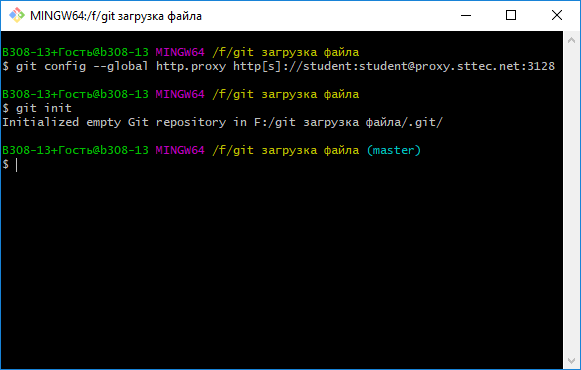 MINGW64:/f/git загрузка файла
B308-13+Гость@b308-13 MINGW64 /f/git загрузка файла
$ git config --global http.proxy http[s]://student:student@proxy.sttec.net:3128
B308-13+Гость@b308-13 MINGW64 /f/git загрузка файла
$ git init
Initialized empty Git repository in F:/git загрузка файла/.git/
B308-13+Гость@b308-13 MINGW64 /f/git загрузка файла (master)
$